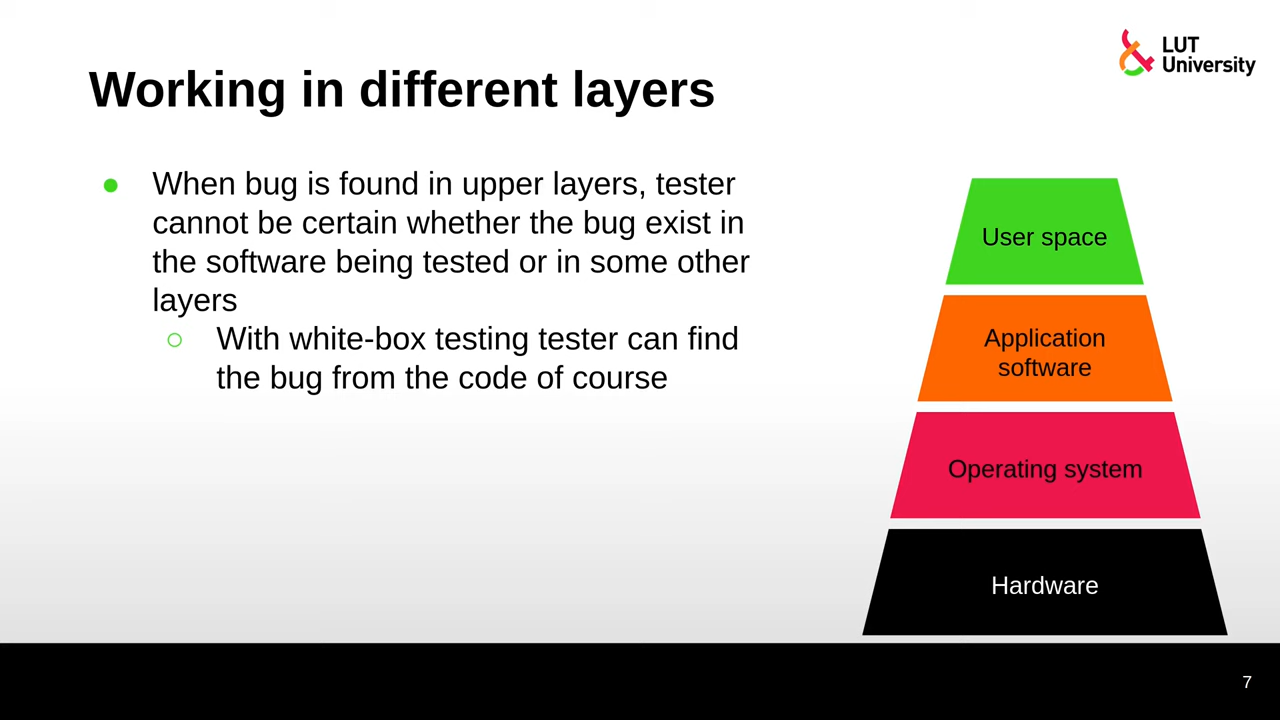 LUT
University
Working in different layers
● When bug is found in upper layers, tester
cannot be certain whether the bug exist in
the software being tested or in some other
layers
○ With white-box testing tester can find
the bug from the code of course
User space
Application
software
Operating system
Hardware
7